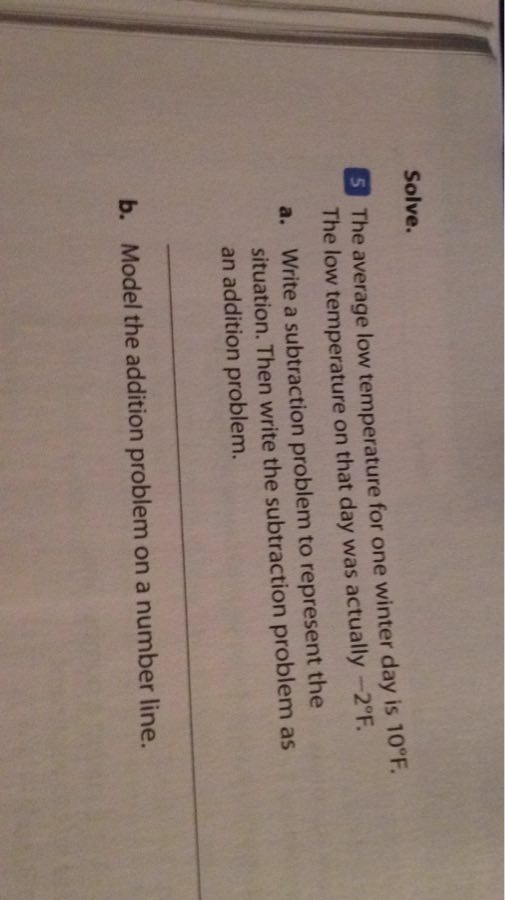 Solve.
5 The average low temperature for one winter day is 10°F.
The low temperature on that day was actually −2°F.
a. Write a subtraction problem to represent the
situation. Then write the subtraction problem as
an addition problem.
b. Model the addition problem on a number line.